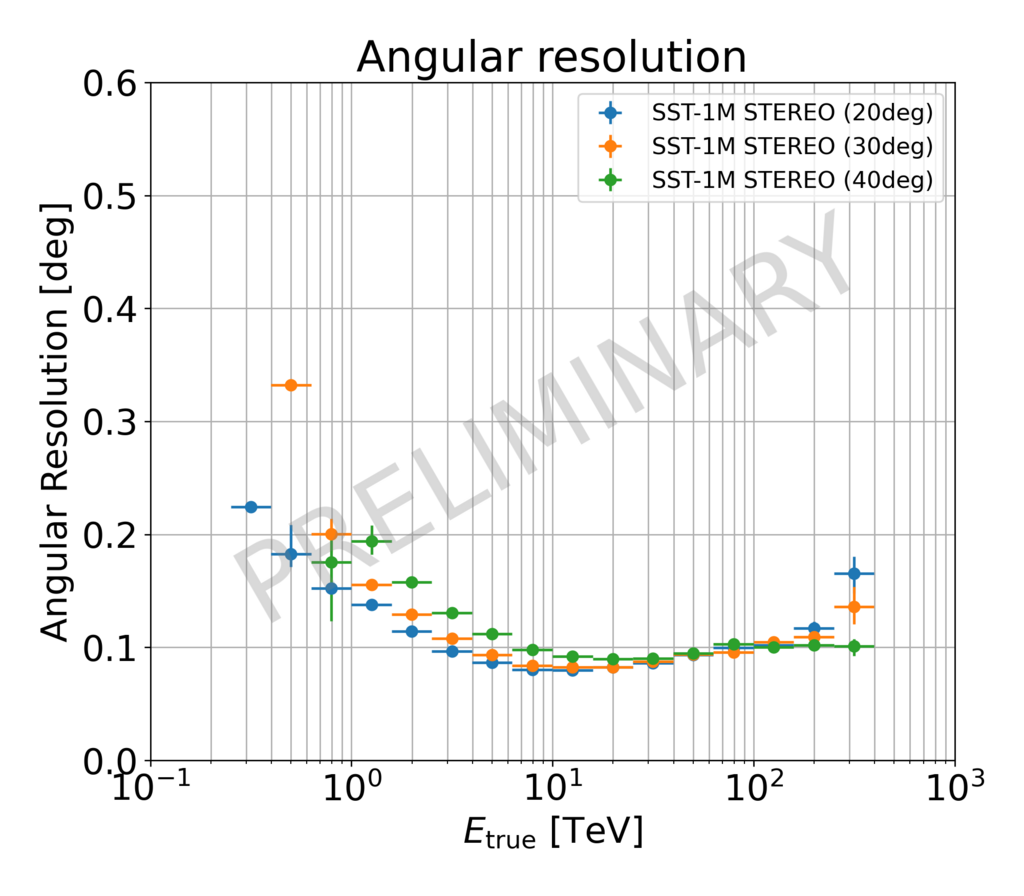 Angular resolution
SST-1M STEREO (20deg)
SST-1M STEREO (30deg)
SST-1M STEREO (40deg)
PRELIMINARY
Angular Resolution [deg]
0.6
0.5
0.4
0.3
0.2
0.1
0.0
10⁻¹ 10⁰ 10¹ 10² 10³
E_true [TeV]